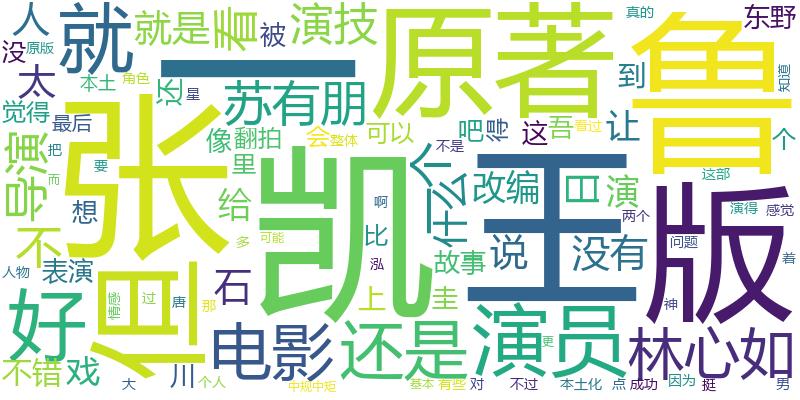 人
就
就是
看
被
演技
原著
鲁
真的
东野
没
原版
一
太
本土
角色
还
星
苏有朋
到
知道
觉得
最后
张
像
翻拍
会
看过
可以
吧
得
这
吾
让
个
导演
把
整体
里
凯
不是
个
王
版
而
要
给
什么
改编
日
演
这部
不
想
但
比
啊
说
没有
两个
演得
感觉
多
可能
泓
故事
问题
着
人物
表演
情感
过
唐
那
石
上
圭
神
好
电影
还是
演员
更
林心如
不错
戏
川
大
个人
中规中矩
基本
有些
对
不过
本土化
点
成功
因为
挺
男